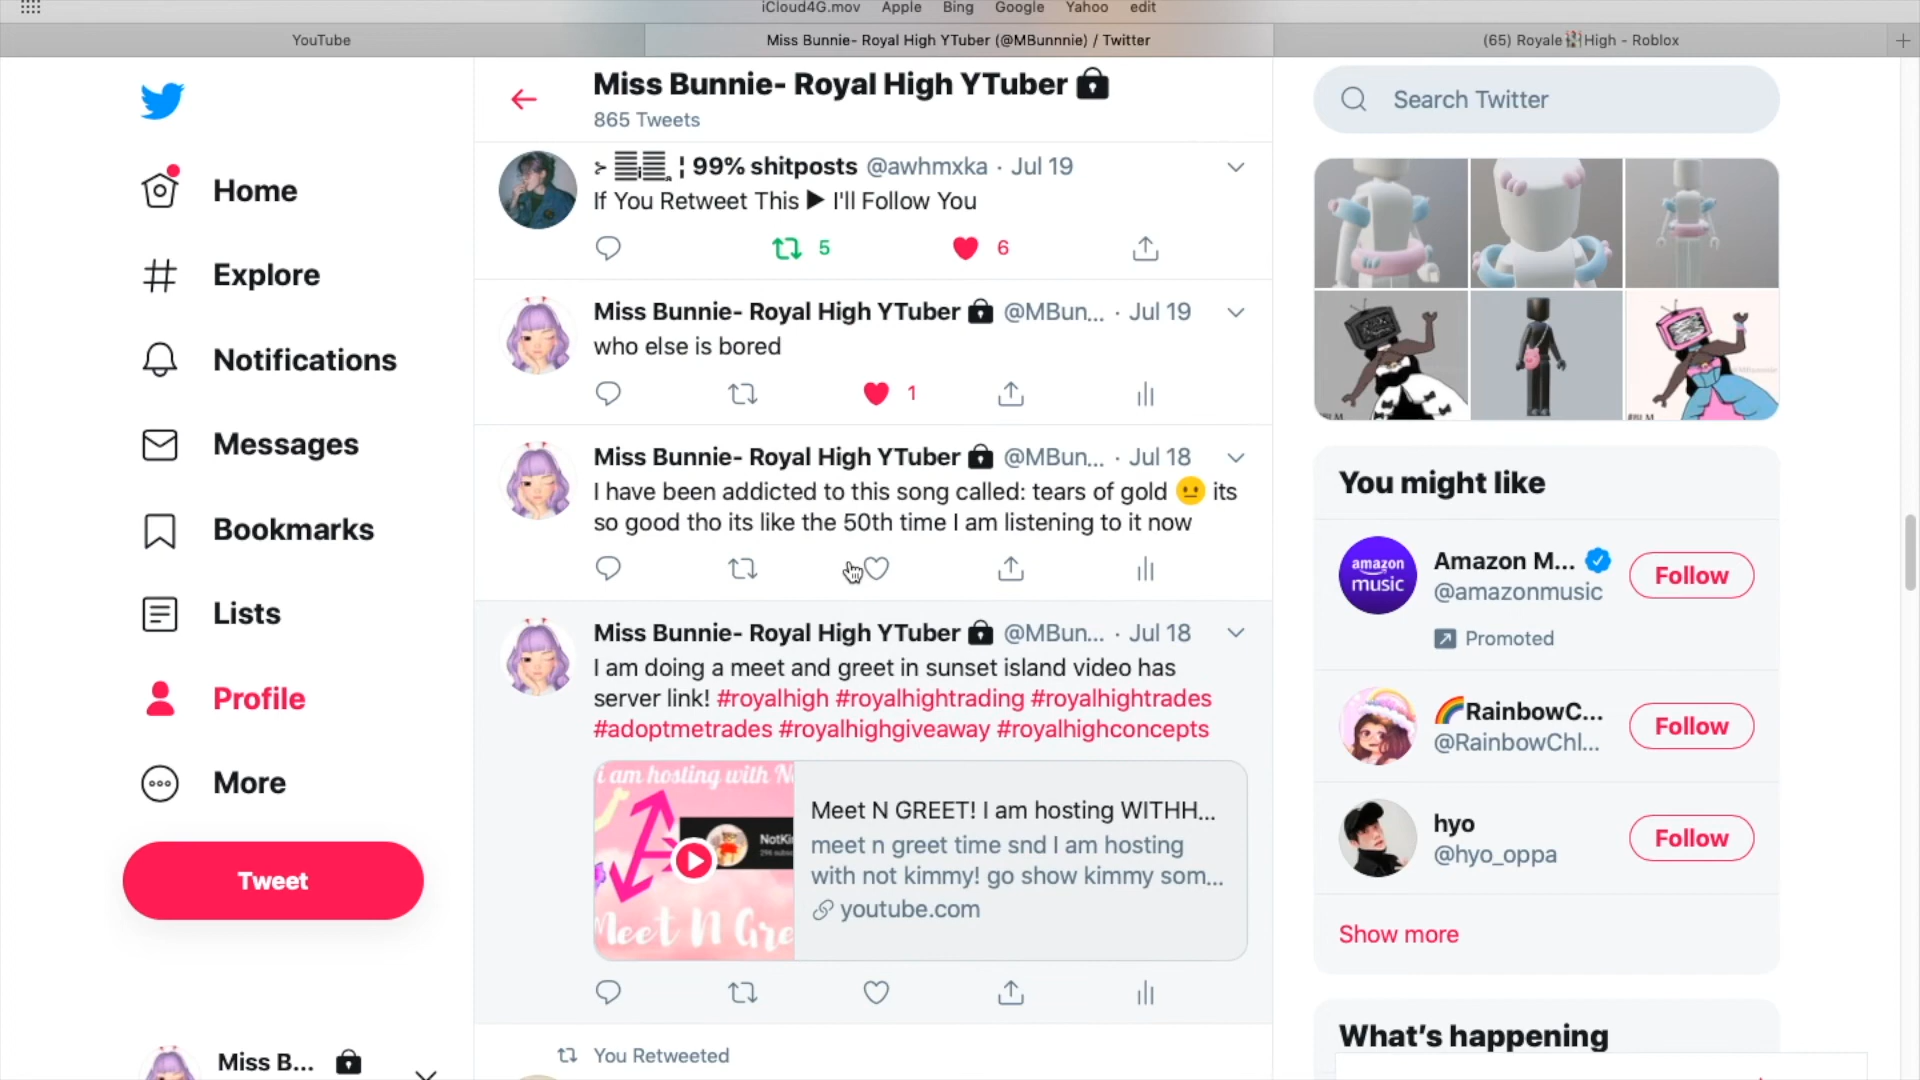 iCloud4G.mov Apple Bing Google Yahoo edit
YouTube
Miss Bunnie- Royal High YTuber (@MBunnnie) / Twitter
(65) Royale🏰High - Roblox
Miss Bunnie- Royal High YTuber 🔒
865 Tweets
¦ 99% shitposts @awhmxka · Jul 19
If You Retweet This ▶ I'll Follow You
5
6
Miss Bunnie- Royal High YTuber 🔒 @MBun... · Jul 19
who else is bored
1
Miss Bunnie- Royal High YTuber 🔒 @MBun... · Jul 18
I have been addicted to this song called: tears of gold 😐 its
so good tho its like the 50th time I am listening to it now
Miss Bunnie- Royal High YTuber 🔒 @MBun... · Jul 18
I am doing a meet and greet in sunset island video has
server link! #royalhigh #royalhightrading #royalhightrades
#adoptmetrades #royalhighgiveaway #royalhighconcepts
i am hosting with N
NotKi
Meet N Gre
Meet N GREET! I am hosting WITHH...
meet n greet time snd I am hosting
with not kimmy! go show kimmy som...
youtube.com
You Retweeted
Home
Explore
Notifications
Messages
Bookmarks
Lists
Profile
More
Tweet
Miss B... 🔒
Search Twitter
#BLM
#BLM
You might like
amazon
music
Amazon M...
@amazonmusic
Follow
Promoted
🌈RainbowC...
@RainbowChl...
Follow
hyo
@hyo_oppa
Follow
Show more
What's happening